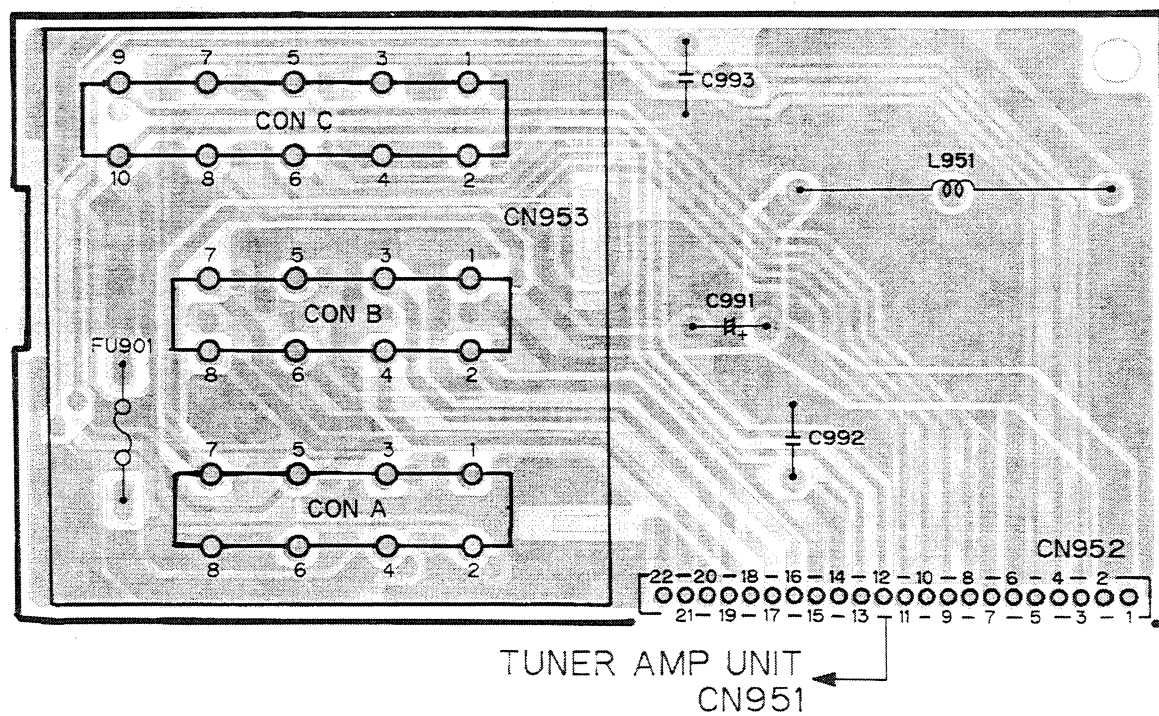 9 7 5 3 1
CON C
10 8 6 4 2
C993
L951
CN953
7 5 3 1
CON B
8 6 4 2
C991
+
FU901
7 5 3 1
CON A
8 6 4 2
C992
CN952
22-20-18-16-14-12-10-8-6-4-2
21-19-17-15-13-11-9-7-5-3-1
TUNER AMP UNIT
CN951